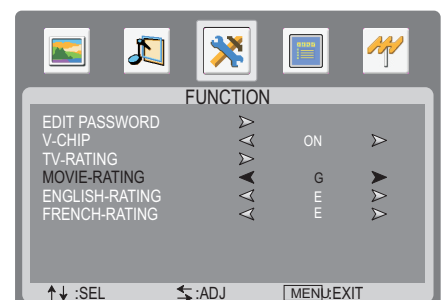 FUNCTION
EDIT PASSWORD
V-CHIP ON
TV-RATING
MOVIE-RATING G
ENGLISH-RATING E
FRENCH-RATING E
:SEL :ADJ MENU:EXIT